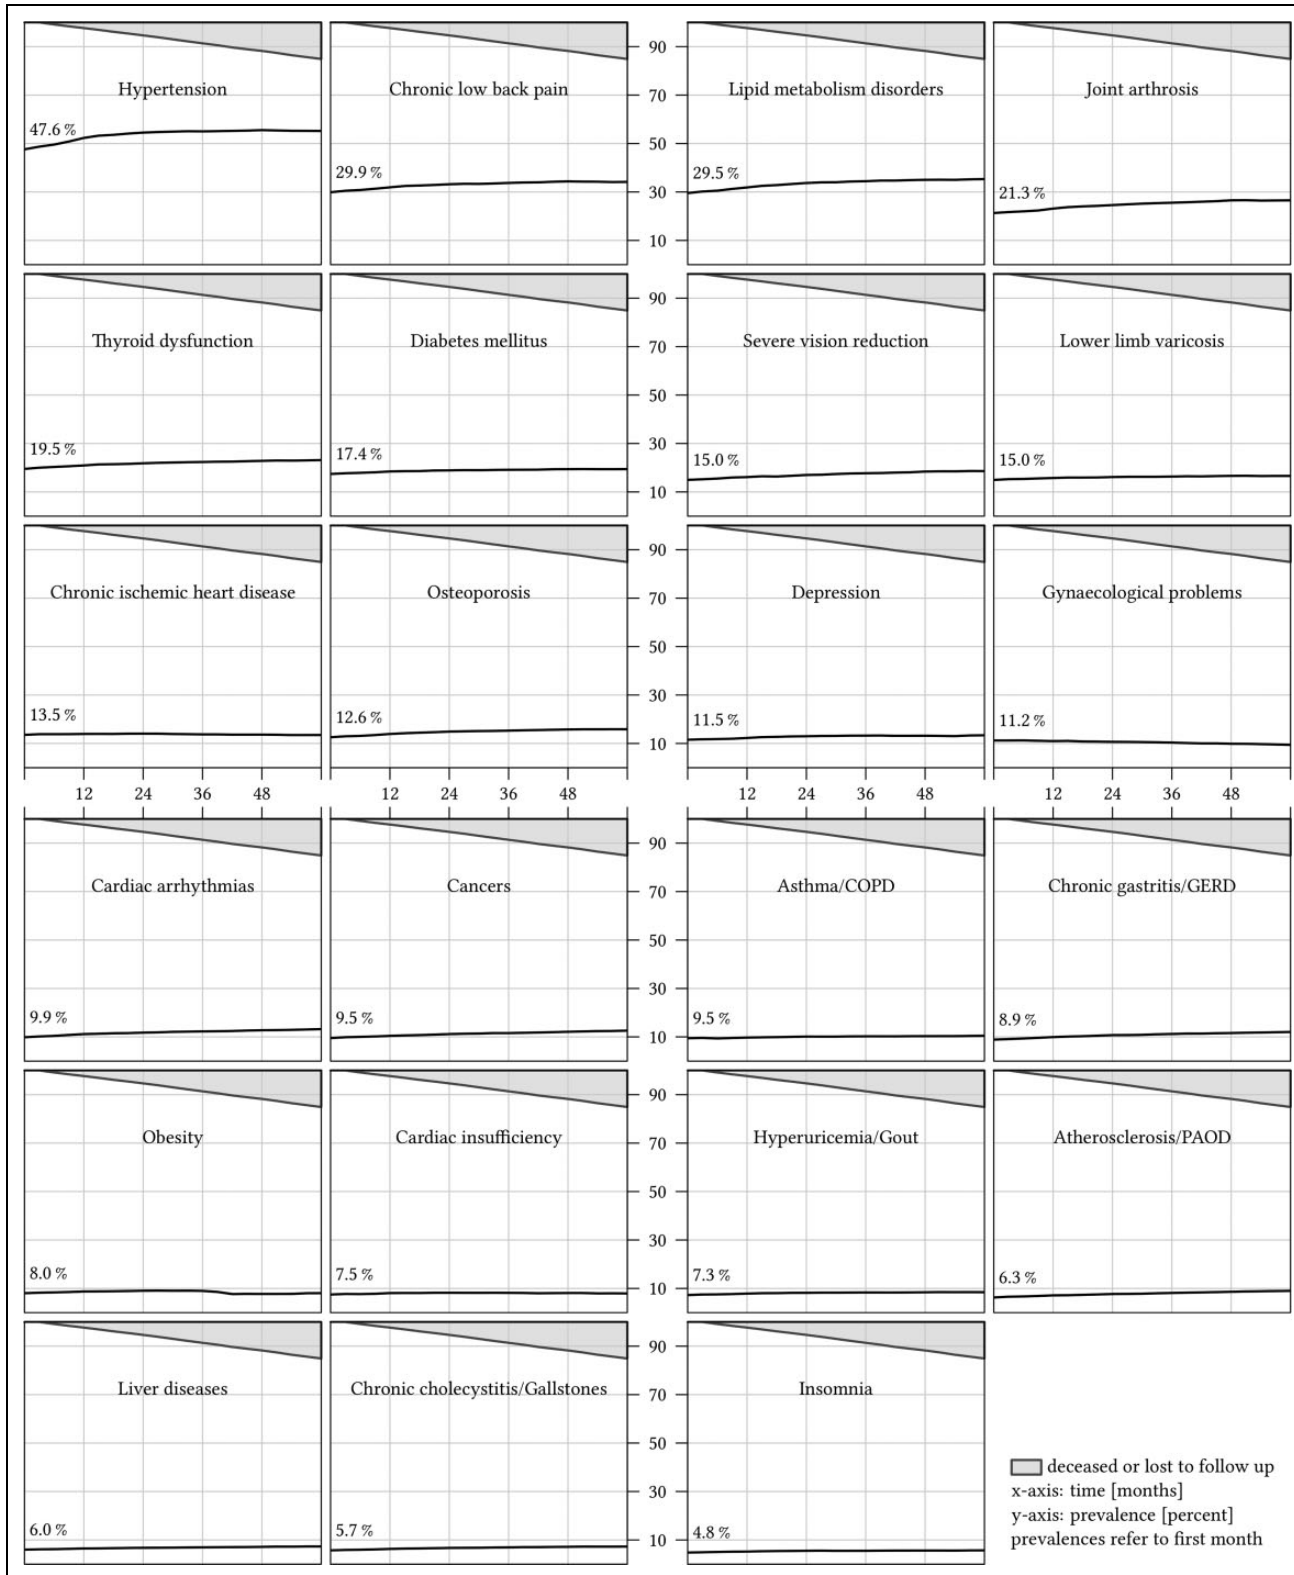 Hypertension
47.6 %
Chronic low back pain
29.9 %
90
70
50
30
10
Lipid metabolism disorders
29.5 %
Joint arthrosis
21.3 %
Thyroid dysfunction
19.5 %
Diabetes mellitus
17.4 %
90
70
50
30
10
Severe vision reduction
15.0 %
Lower limb varicosis
15.0 %
Chronic ischemic heart disease
13.5 %
Osteoporosis
12.6 %
90
70
50
30
10
Depression
11.5 %
Gynaecological problems
11.2 %
12 24 36 48 12 24 36 48 12 24 36 48 12 24 36 48
Cardiac arrhythmias
9.9 %
Cancers
9.5 %
90
70
50
30
10
Asthma/COPD
9.5 %
Chronic gastritis/GERD
8.9 %
Obesity
8.0 %
Cardiac insufficiency
7.5 %
90
70
50
30
10
Hyperuricemia/Gout
7.3 %
Atherosclerosis/PAOD
6.3 %
Liver diseases
6.0 %
Chronic cholecystitis/Gallstones
5.7 %
90
70
50
30
10
Insomnia
4.8 %
deceased or lost to follow up
x-axis: time [months]
y-axis: prevalence [percent]
prevalences refer to first month